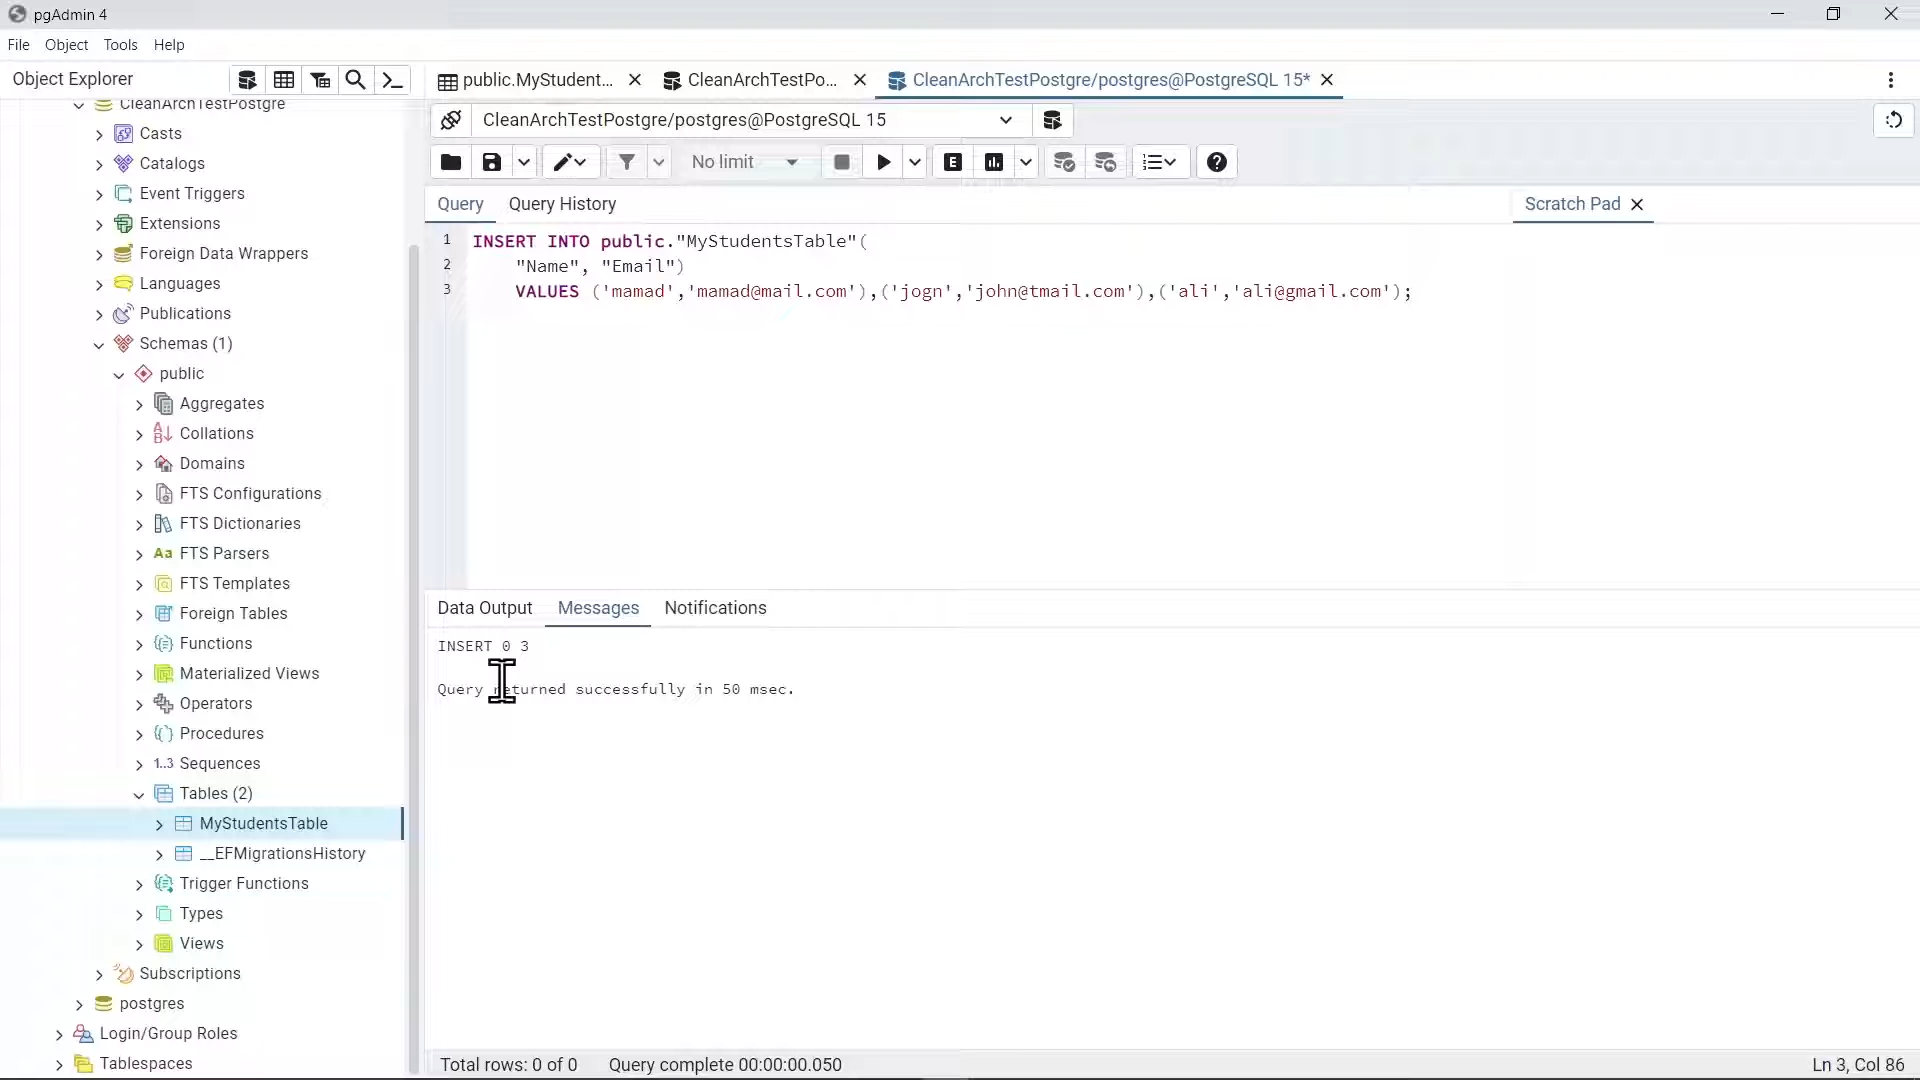 pgAdmin 4
File Object Tools Help
Object Explorer
public.MyStudent...
CleanArchTestPo...
CleanArchTestPostgre/postgres@PostgreSQL 15*
CleanArchTestPostgre/postgres@PostgreSQL 15
No limit
E
Query
Query History
Scratch Pad
1 INSERT INTO public."MyStudentsTable"(
2 "Name", "Email")
3 VALUES ('mamad','mamad@mail.com'),('jogn','john@tmail.com'),('ali','ali@gmail.com');
CleanArchTestPostgre
Casts
Catalogs
Event Triggers
Extensions
Foreign Data Wrappers
Languages
Publications
Schemas (1)
public
Aggregates
Collations
Domains
FTS Configurations
FTS Dictionaries
Aa FTS Parsers
FTS Templates
Foreign Tables
Functions
Materialized Views
Operators
Procedures
1..3 Sequences
Tables (2)
MyStudentsTable
__EFMigrationsHistory
Trigger Functions
Types
Views
Subscriptions
postgres
Login/Group Roles
Tablespaces
Data Output
Messages
Notifications
INSERT 0 3
Query returned successfully in 50 msec.
Total rows: 0 of 0
Query complete 00:00:00.050
Ln 3, Col 86